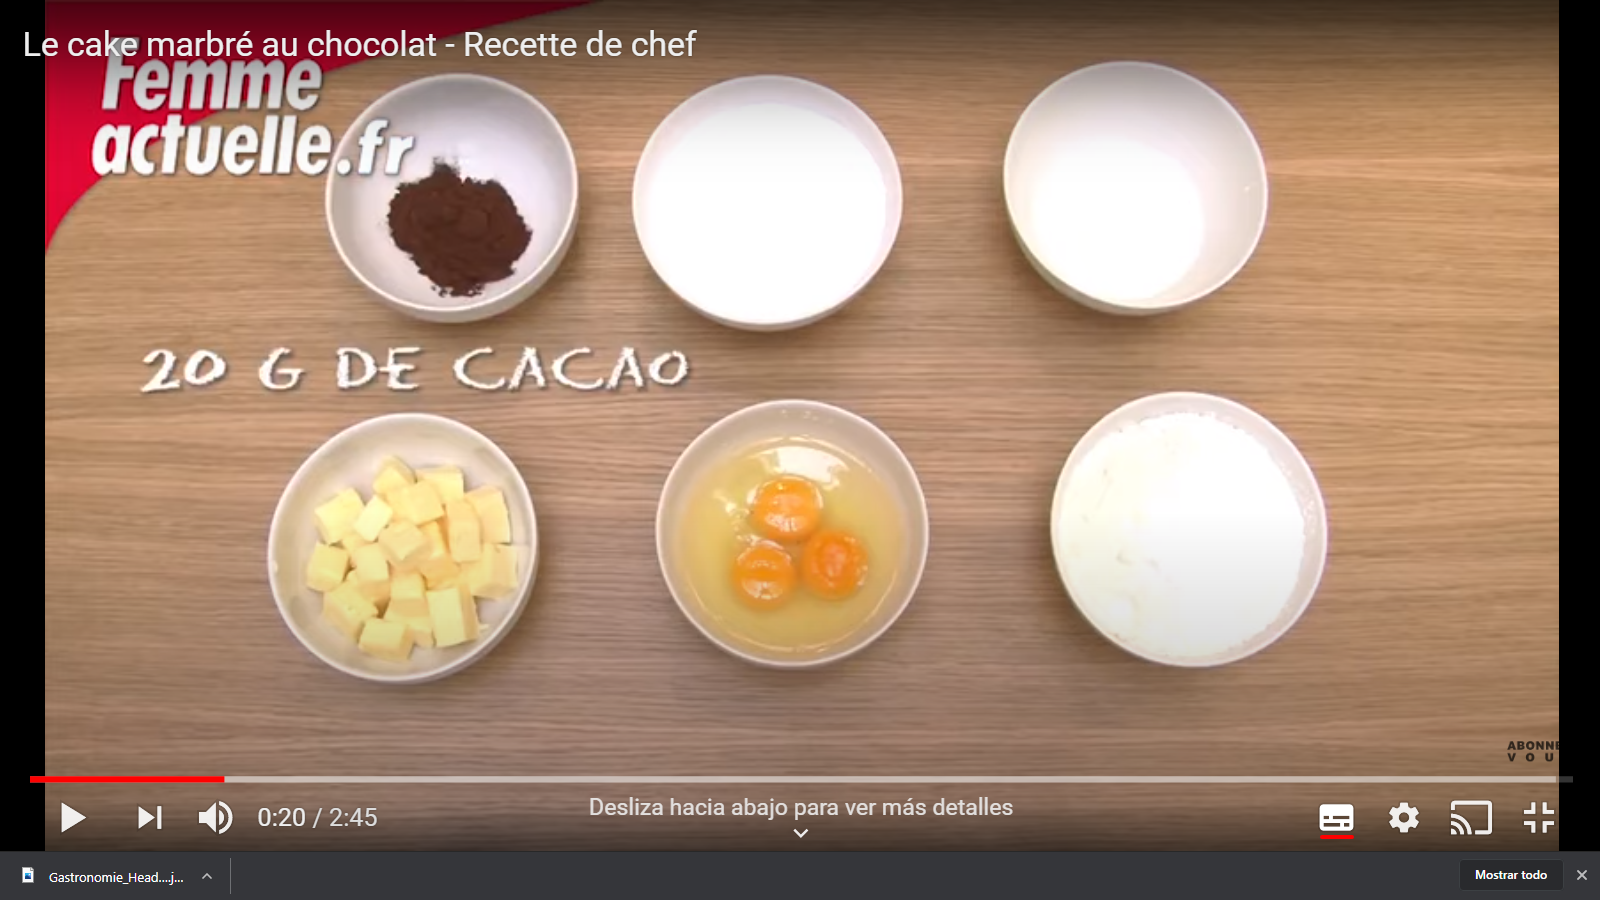 Le cake marbré au chocolat - Recette de chef
Femme
actuelle.fr
20 G DE CACAO
ABONNE
VOU
0:20 / 2:45
Desliza hacia abajo para ver más detalles
Gastronomie_Head....j...
Mostrar todo